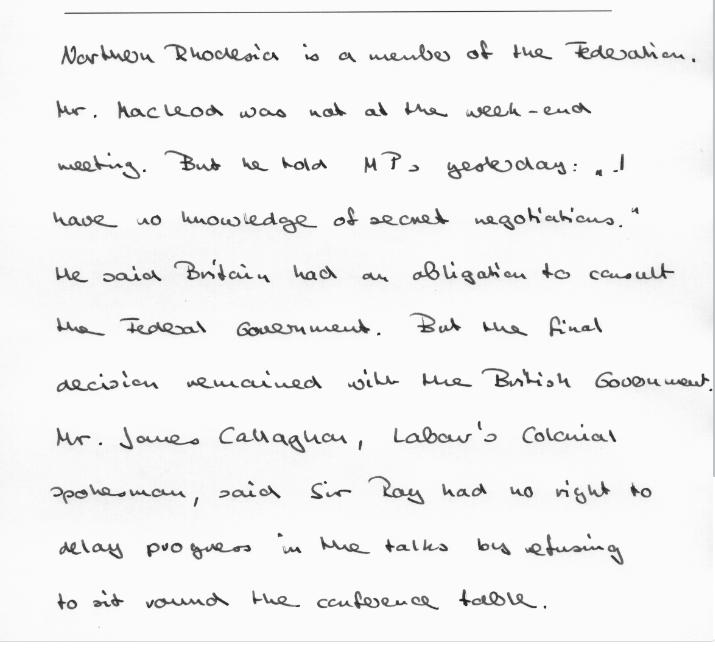 Northern Rhodesia is a member of the Federation.
Mr. Macleod was not at the week-end
meeting. But he told MPs yesterday: "I
have no knowledge of secret negotiations."
He said Britain had an obligation to consult
the Federal Government. But the final
decision remained with the British Government.
Mr. James Callaghan, Labour's Colonial
spokesman, said Sir Roy had no right to
delay progress in the talks by refusing
to sit round the conference table.